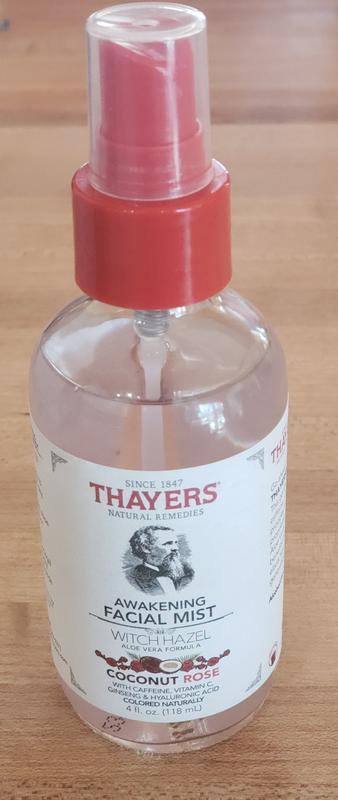 SINCE 1847
THAYERS®
NATURAL REMEDIES
AWAKENING
FACIAL MIST
WITCH HAZEL
ALOE VERA FORMULA
COCONUT ROSE
WITH CAFFEINE, VITAMIN C,
GINSENG & HYALURONIC ACID
COLORED NATURALLY
4 fl. oz. (118 mL)